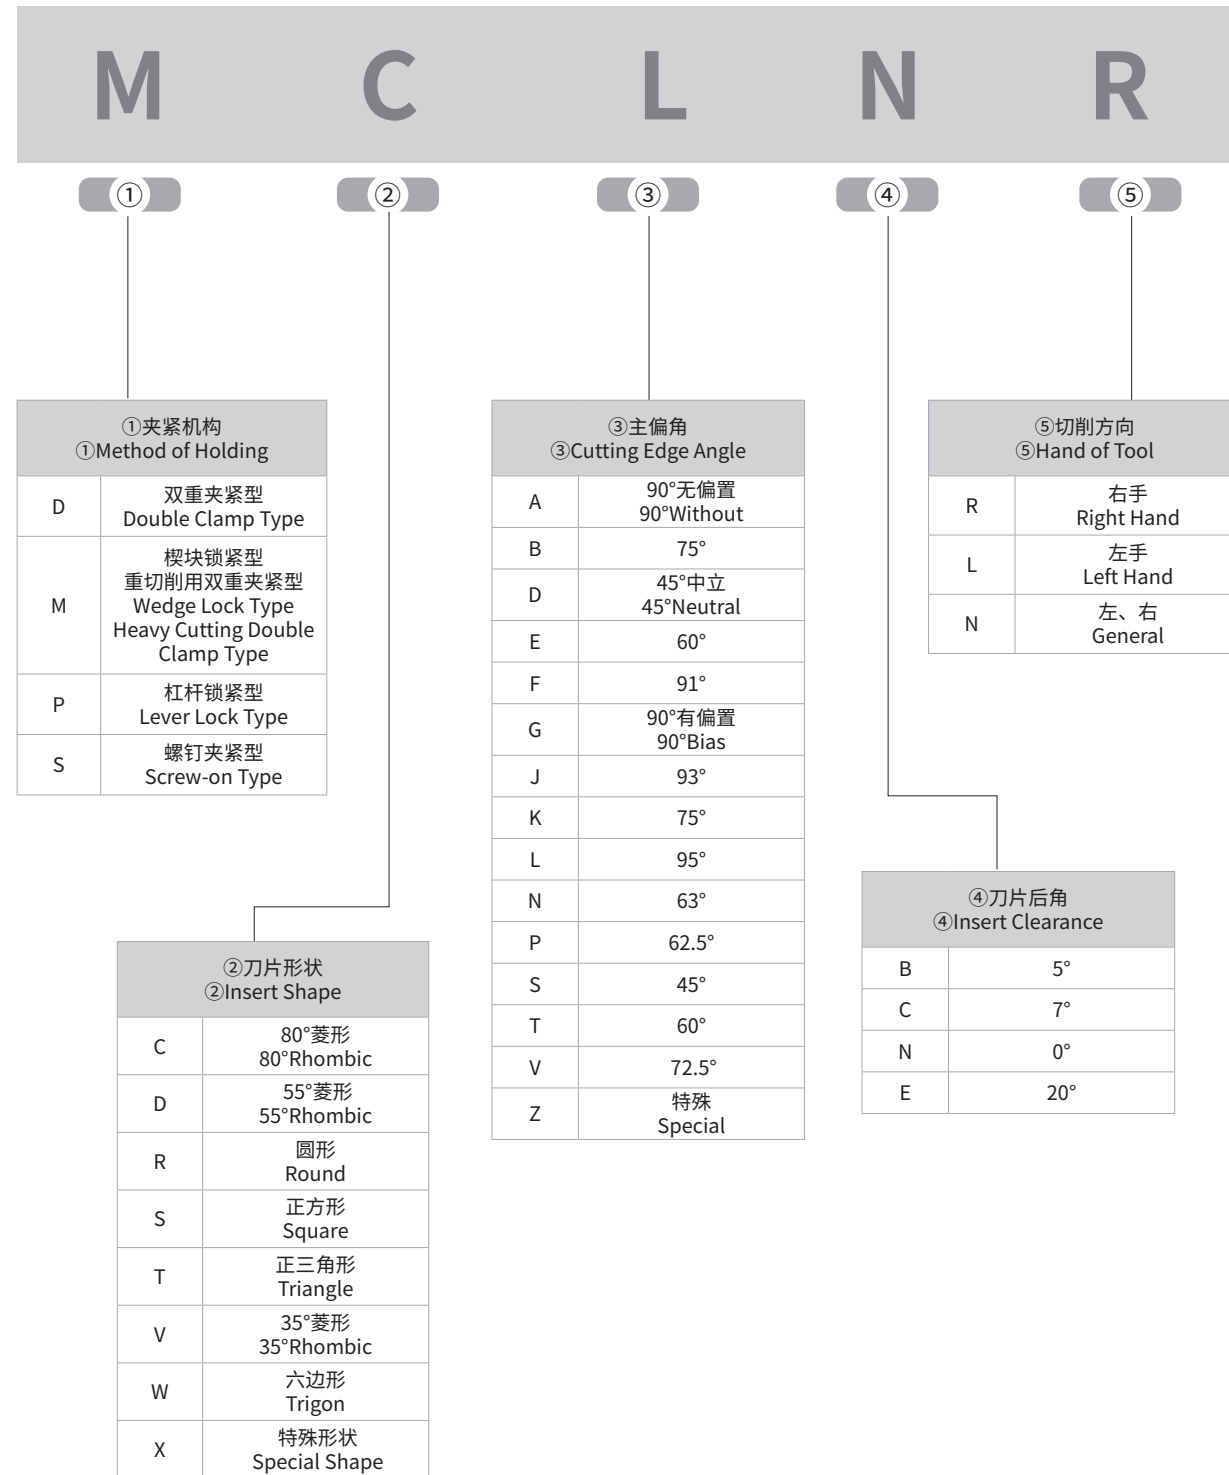 M C L N R
① ② ③ ④ ⑤
①夹紧机构
①Method of Holding
D 双重夹紧型
Double Clamp Type
M 楔块锁紧型
重切削用双重夹紧型
Wedge Lock Type
Heavy Cutting Double
Clamp Type
P 杠杆锁紧型
Lever Lock Type
S 螺钉夹紧型
Screw-on Type
②刀片形状
②Insert Shape
C 80°菱形
80°Rhombic
D 55°菱形
55°Rhombic
R 圆形
Round
S 正方形
Square
T 正三角形
Triangle
V 35°菱形
35°Rhombic
W 六边形
Trigon
X 特殊形状
Special Shape
③主偏角
③Cutting Edge Angle
A 90°无偏置
90°Without
B 75°
D 45°中立
45°Neutral
E 60°
F 91°
G 90°有偏置
90°Bias
J 93°
K 75°
L 95°
N 63°
P 62.5°
S 45°
T 60°
V 72.5°
Z 特殊
Special
④刀片后角
④Insert Clearance
B 5°
C 7°
N 0°
E 20°
⑤切削方向
⑤Hand of Tool
R 右手
Right Hand
L 左手
Left Hand
N 左、右
General